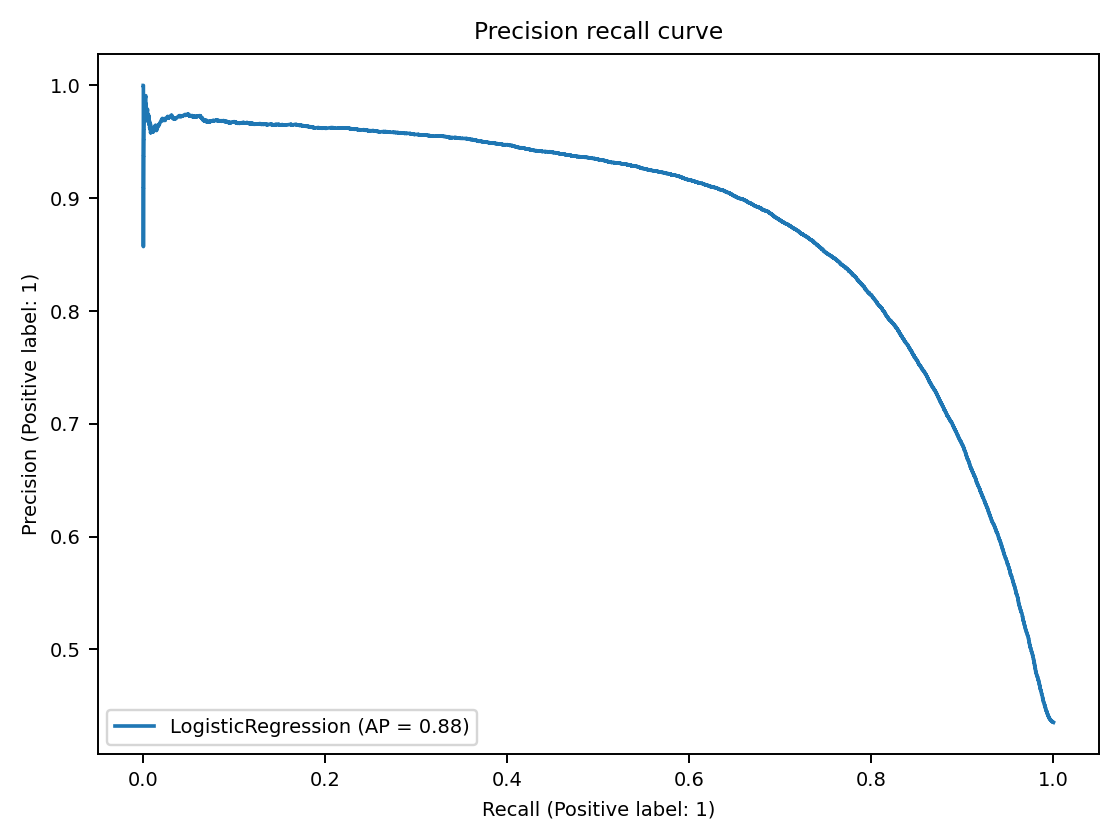 Precision recall curve
1.0
0.9
0.8
0.7
0.6
0.5
Precision (Positive label: 1)
LogisticRegression (AP = 0.88)
0.0 0.2 0.4 0.6 0.8 1.0
Recall (Positive label: 1)